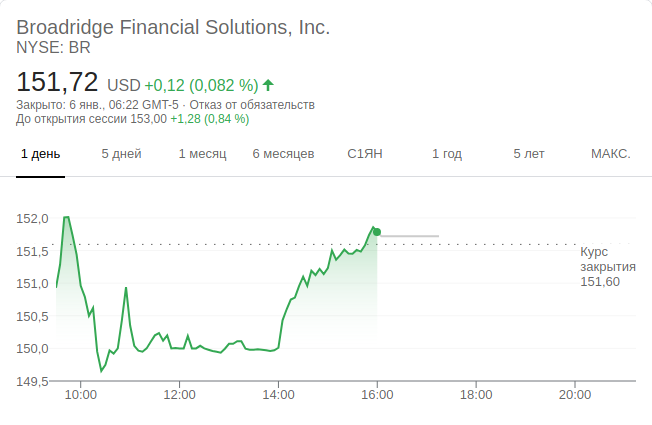 Broadridge Financial Solutions, Inc.
NYSE: BR
151,72 USD +0,12 (0,082 %)
Закрыто: 6 янв., 06:22 GMT-5 · Отказ от обязательств
До открытия сессии 153,00 +1,28 (0,84 %)
1 день 5 дней 1 месяц 6 месяцев С1ЯН 1 год 5 лет МАКС.
152,0
151,5
Курс
закрытия
151,60
151,0
150,5
150,0
149,5
10:00 12:00 14:00 16:00 18:00 20:00